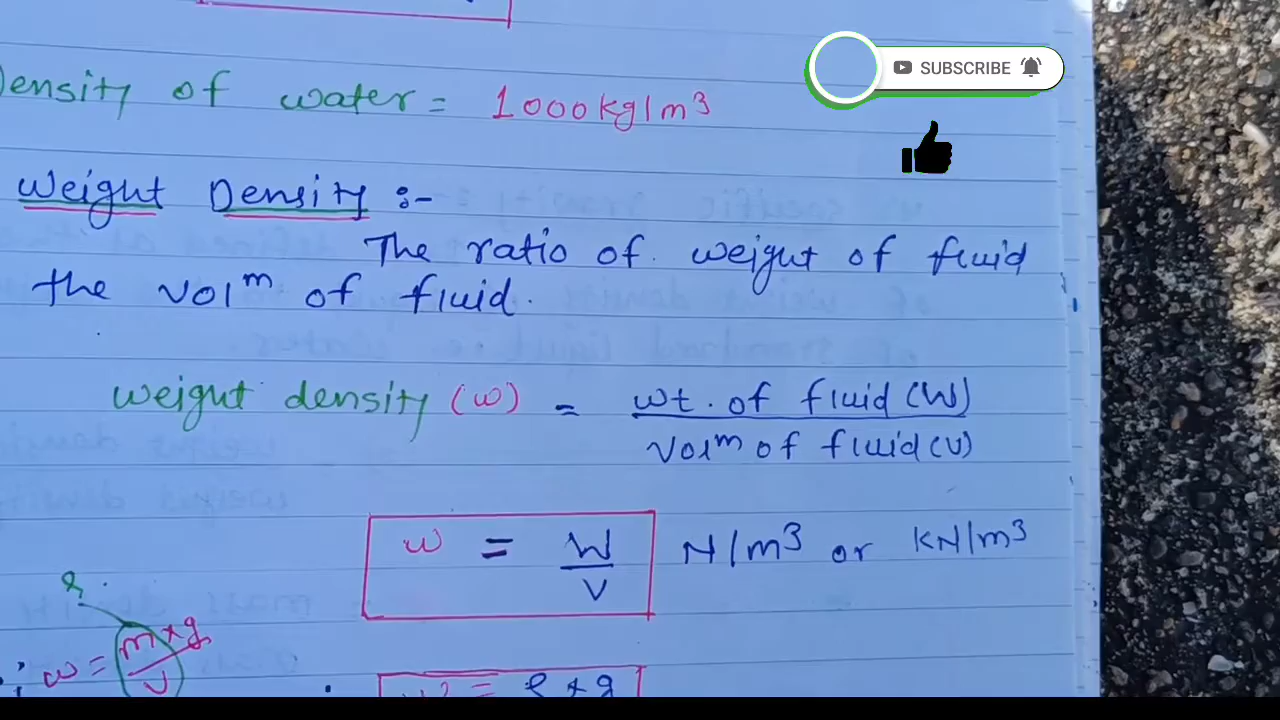 Density of water = 1000 kg/m³
SUBSCRIBE
Weight Density :-
The ratio of weight of fluid
the volm of fluid.
weight density (w) = wt. of fluid (W)
volm of fluid (V)
w = W/V N/m³ or kN/m³
w = m×g/V
w = ρ×g